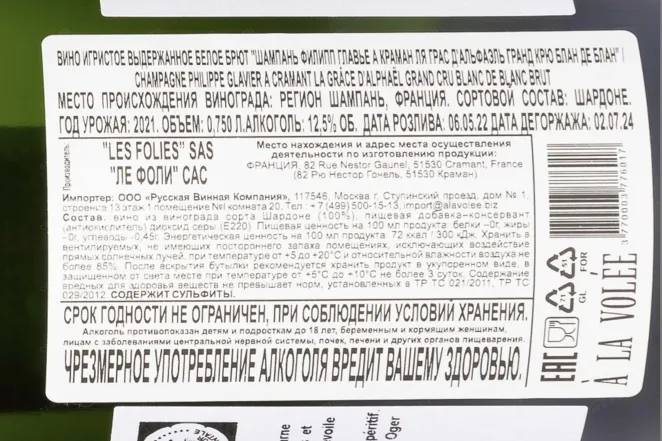 ВИНО ИГРИСТОЕ ВЫДЕРЖАННОЕ БЕЛОЕ БРЮТ "ШАМПАНЬ ФИЛИПП ГЛАВЬЕ А КРАМАН ЛЯ ГРАС Д'АЛЬФАЭЛЬ ГРАНД КРЮ БЛАН ДЕ БЛАН" /
CHAMPAGNE PHILIPPE GLAVIER A CRAMANT LA GRÂCE D'ALPHAËL GRAND CRU BLANC DE BLANC BRUT
МЕСТО ПРОИСХОЖДЕНИЯ ВИНОГРАДА: РЕГИОН ШАМПАНЬ, ФРАНЦИЯ. СОРТОВОЙ СОСТАВ: ШАРДОНЕ.
ГОД УРОЖАЯ: 2021. ОБЪЕМ: 0,750 Л. АЛКОГОЛЬ: 12,5% ОБ. ДАТА РОЗЛИВА: 06.05.22 ДАТА ДЕГОРЖАЖА: 02.07.24
Производитель:
"LES FOLIES" SAS
"ЛЕ ФОЛИ" САС
Место нахождения и адрес места осуществления
деятельности по изготовлению продукции:
ФРАНЦИЯ, 82 Rue Nestor Gaunel, 51530 Cramant, France
(82 Рю Нестор Гонель, 51530 Краман)
Импортер: ООО «Русская Винная Компания», 117546, Москва г, Ступинский проезд, дом № 1,
строение 13 этаж 1 помещение №I комната 20, Тел.: +7 (499) 500-15-13, import@alavolee.biz
Состав: вино из винограда сорта Шардоне (100%), пищевая добавка–консервант
(антиокислитель) диоксид серы (Е220). Пищевая ценность на 100 мл продукта: белки –0г, жиры
-0г, углеводы -0,45г. Энергетическая ценность на 100 мл продукта: 72 ккал / 300 кДж. Хранить в
вентилируемых, не имеющих постороннего запаха помещениях, исключающих воздействие
прямых солнечных лучей, при температуре от +5 до +20°С и относительной влажности воздуха не
более 85%. После вскрытия бутылки рекомендуется хранить продукт в укупоренном виде, в
защищенном от света месте при температуре от +5°С до +10°С не более 3 суток. Содержание
вредных для здоровья веществ не превышает норм, установленных в ТР ТС 021/2011, ТР ТС
029/2012. СОДЕРЖИТ СУЛЬФИТЫ.
СРОК ГОДНОСТИ НЕ ОГРАНИЧЕН, ПРИ СОБЛЮДЕНИИ УСЛОВИЙ ХРАНЕНИЯ.
Алкоголь противопоказан детям и подросткам до 18 лет, беременным и кормящим женщинам,
лицам с заболеваниями центральной нервной системы, почек, печени и других органов пищеварения.
ЧРЕЗМЕРНОЕ УПОТРЕБЛЕНИЕ АЛКОГОЛЯ ВРЕДИТ ВАШЕМУ ЗДОРОВЬЮ.
3 770003 776817
EAC
71
GL
51
FOR
À LA VOLÉE